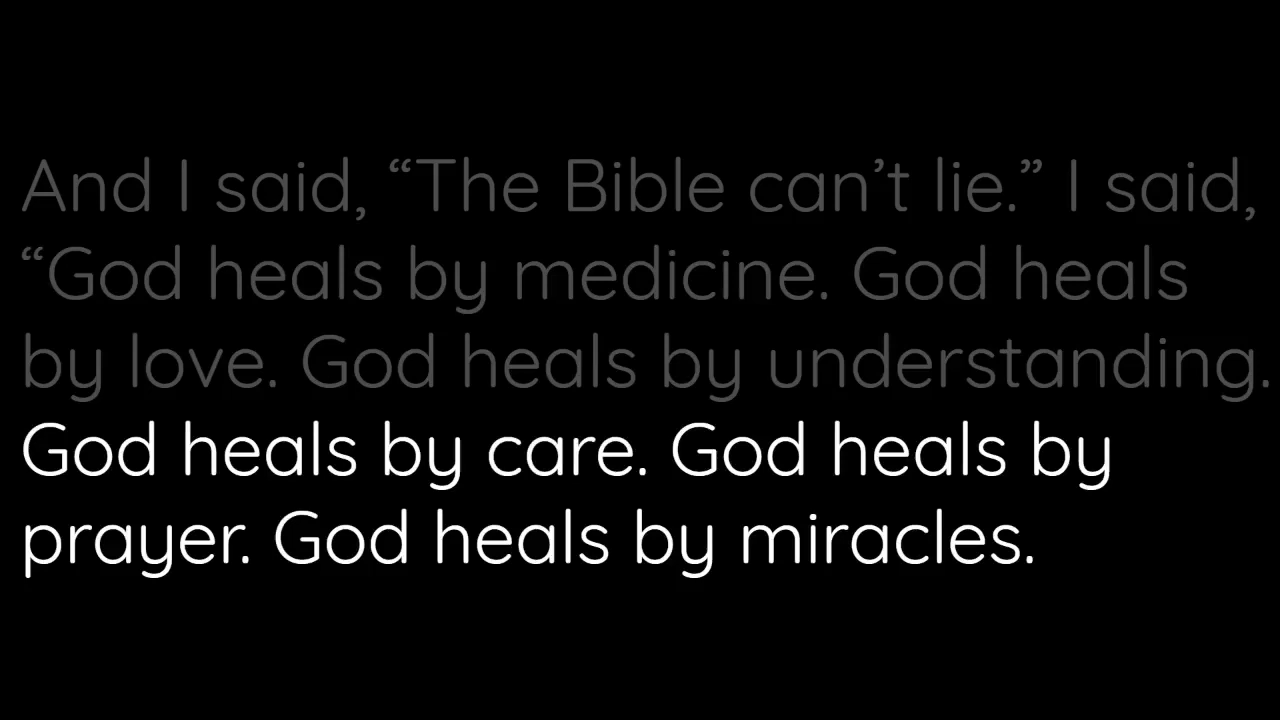 And I said, “The Bible can’t lie.” I said,
“God heals by medicine. God heals
by love. God heals by understanding.
God heals by care. God heals by
prayer. God heals by miracles.